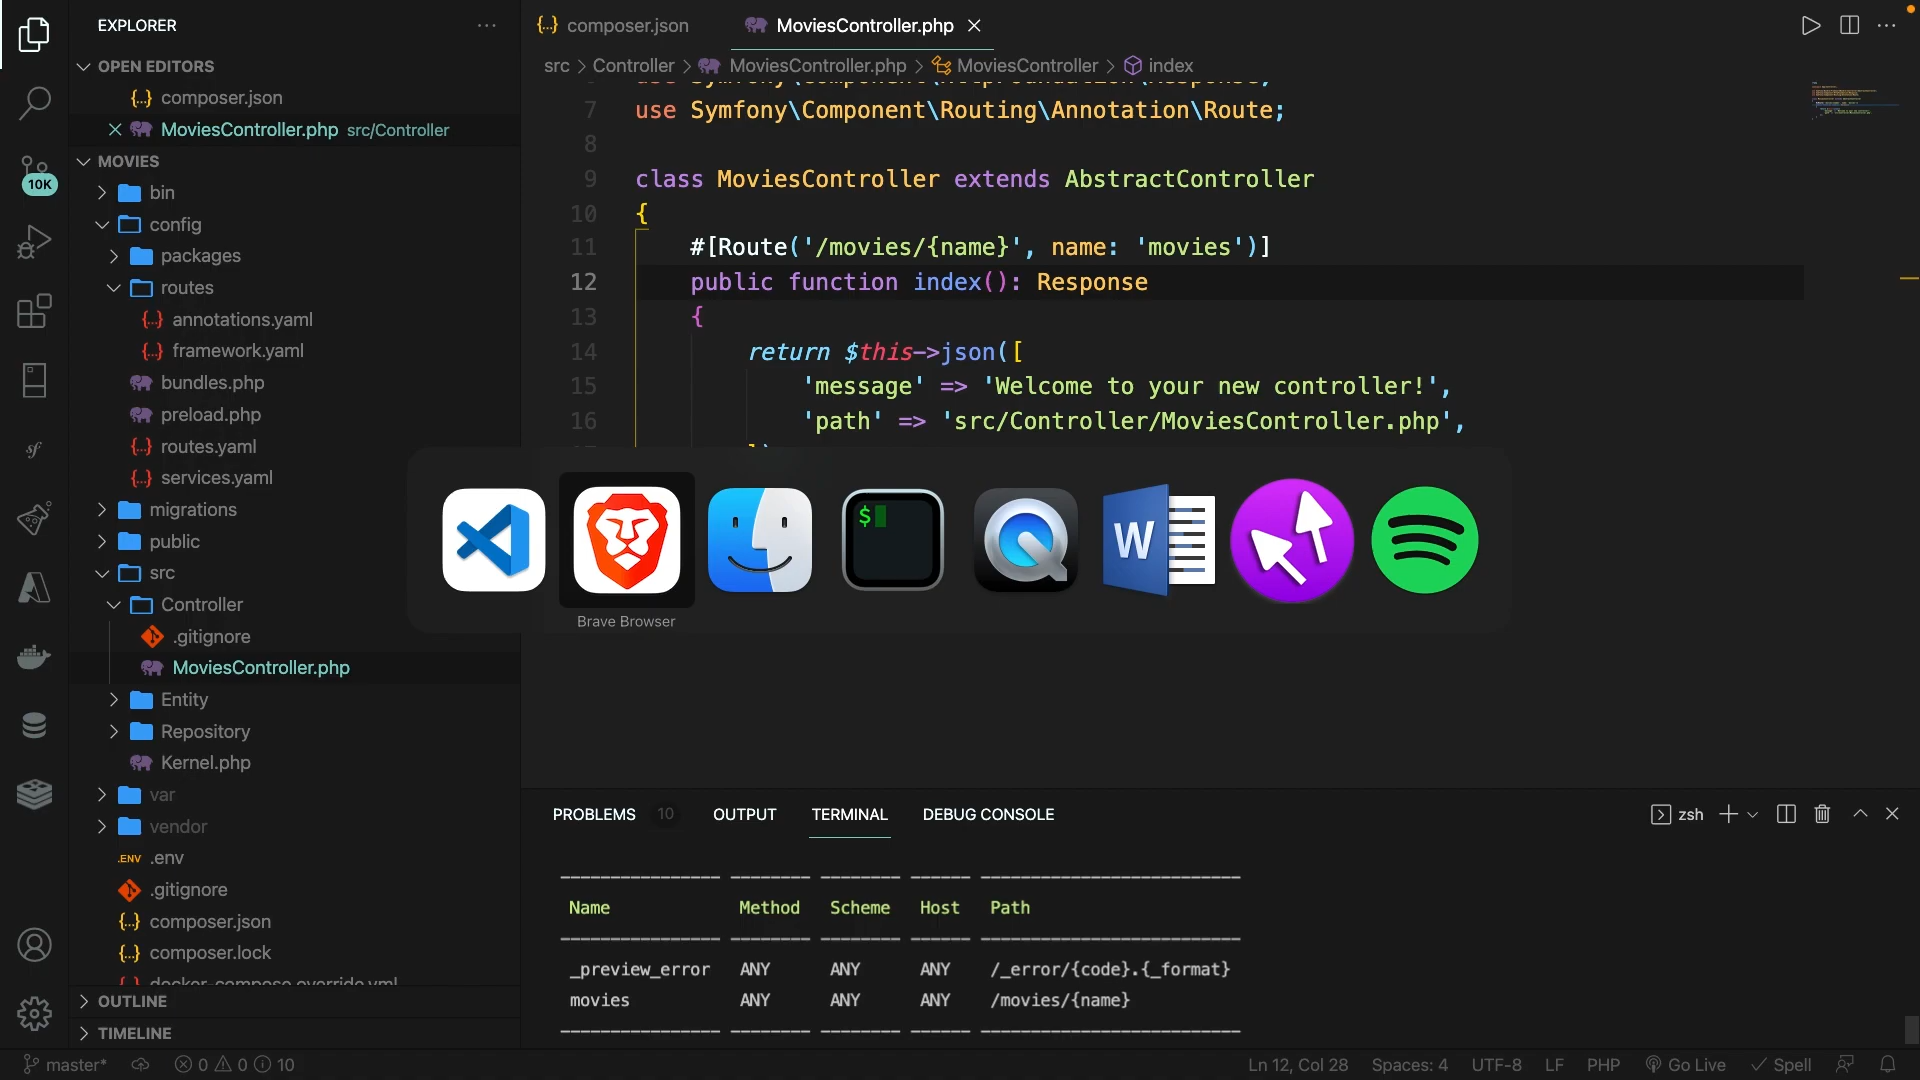 EXPLORER
OPEN EDITORS
composer.json
MoviesController.php src/Controller
MOVIES
bin
config
packages
routes
annotations.yaml
framework.yaml
bundles.php
preload.php
routes.yaml
services.yaml
migrations
public
src
Controller
.gitignore
MoviesController.php
Entity
Repository
Kernel.php
var
vendor
.ENV .env
.gitignore
composer.json
composer.lock
docker-compose.override.yml
OUTLINE
TIMELINE
10K
composer.json
MoviesController.php
src > Controller > MoviesController.php > MoviesController > index
7 use Symfony\Component\Routing\Annotation\Route;
8
9 class MoviesController extends AbstractController
10 {
11 #[Route('/movies/{name}', name: 'movies')]
12 public function index(): Response
13 {
14 return $this->json([
15 'message' => 'Welcome to your new controller!',
16 'path' => 'src/Controller/MoviesController.php',
$
W
Brave Browser
PROBLEMS 10 OUTPUT TERMINAL DEBUG CONSOLE
zsh
Name Method Scheme Host Path
_preview_error ANY ANY ANY /_error/{code}.{_format}
movies ANY ANY ANY /movies/{name}
master* 0 0 10
Ln 12, Col 28 Spaces: 4 UTF-8 LF PHP Go Live Spell